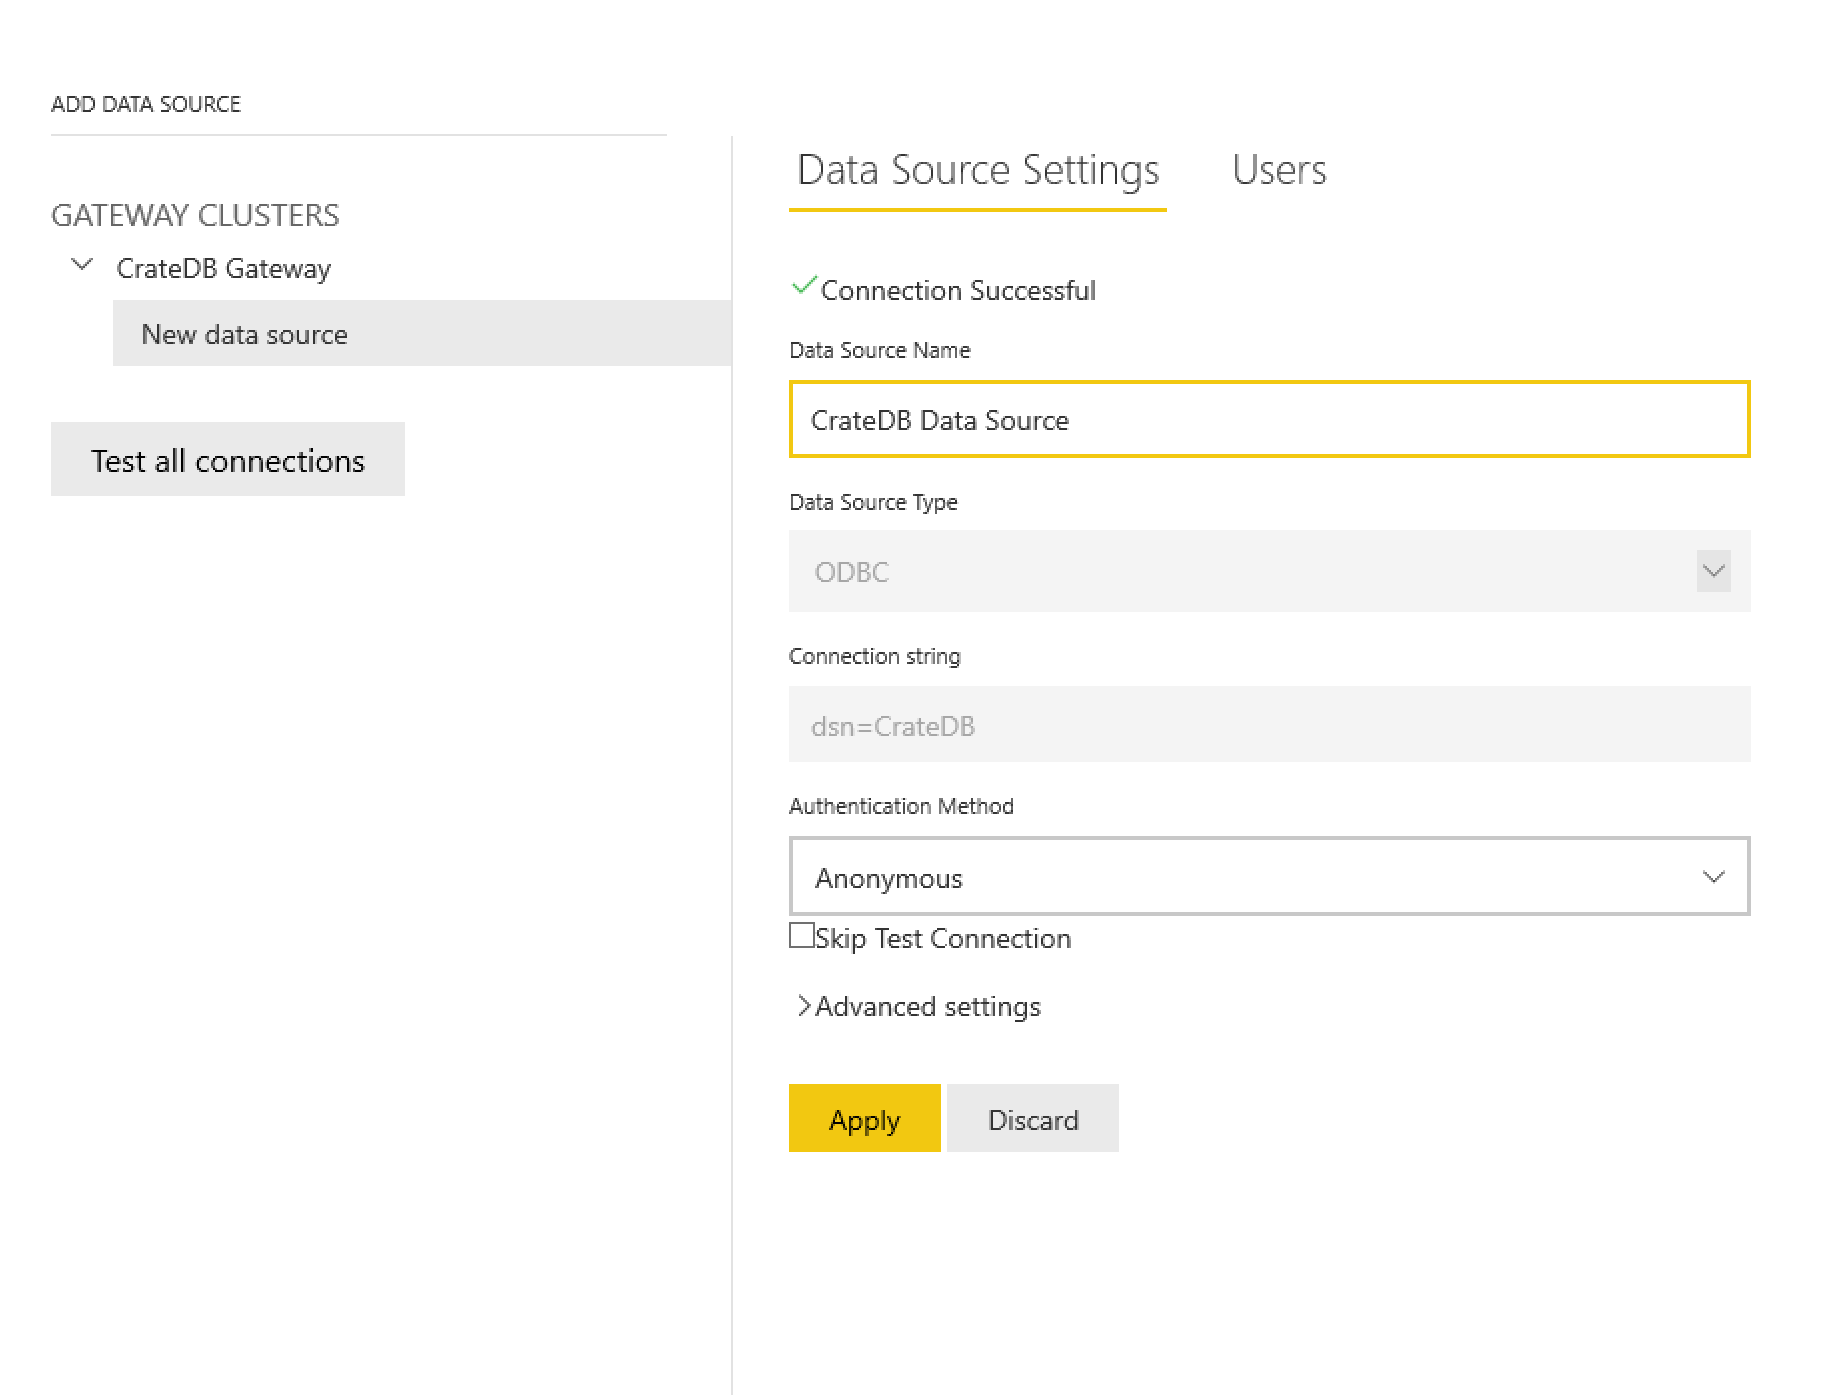 ADD DATA SOURCE
GATEWAY CLUSTERS
CrateDB Gateway
New data source
Test all connections
Data Source Settings
Users
Connection Successful
Data Source Name
CrateDB Data Source
Data Source Type
ODBC
Connection string
dsn=CrateDB
Authentication Method
Anonymous
Skip Test Connection
Advanced settings
Apply
Discard